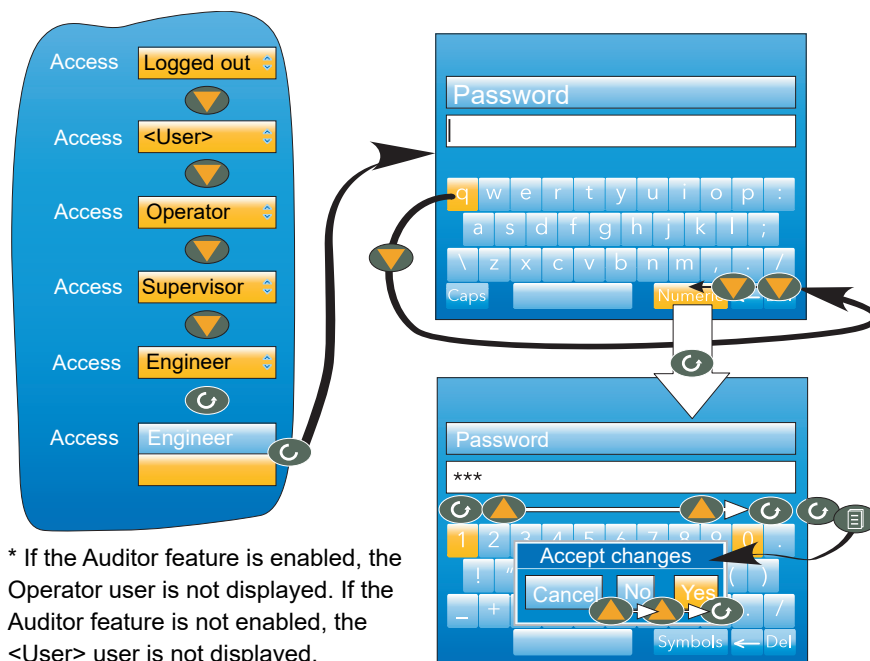 Access Logged out
Access <User>
Access Operator
Access Supervisor
Access Engineer
Access Engineer
* If the Auditor feature is enabled, the
Operator user is not displayed. If the
Auditor feature is not enabled, the
<User> user is not displayed.
Password
q w e r t y u i o p :
a s d f g h j k l ;
\ z x c v b n m , . /
Caps Numeric ←
Password
***
1 2 3 4 5 6 7 8 9 0 .
! " ( )
_ + . /
Symbols ← Del
Accept changes
Cancel No Yes